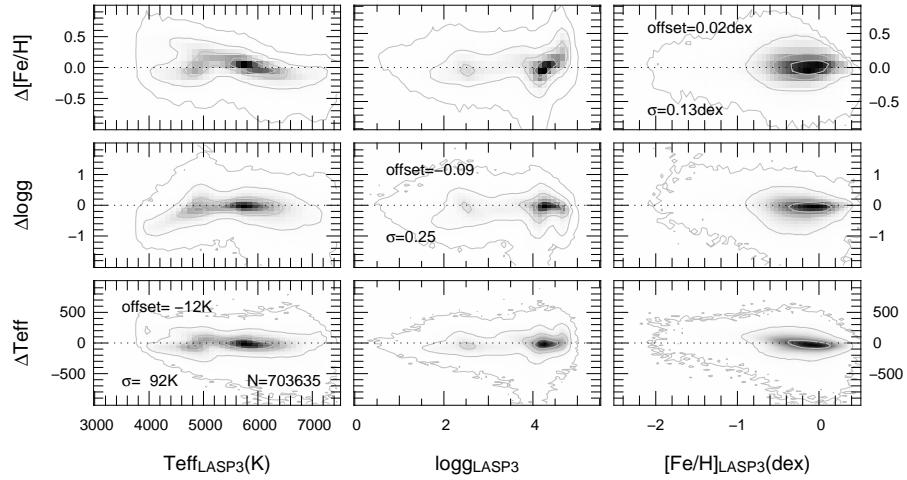 Δ[Fe/H]
0.5
0.0
−0.5
offset=0.02dex
σ=0.13dex
0.5
0.0
−0.5
Δlogg
1
0
−1
offset=−0.09
σ=0.25
1
0
−1
ΔTeff
500
0
−500
offset= −12K
σ= 92K
N=703635
500
0
−500
3000 4000 5000 6000 7000
0 2 4
−2 −1 0
TeffLASP3(K)
loggLASP3
[Fe/H]LASP3(dex)